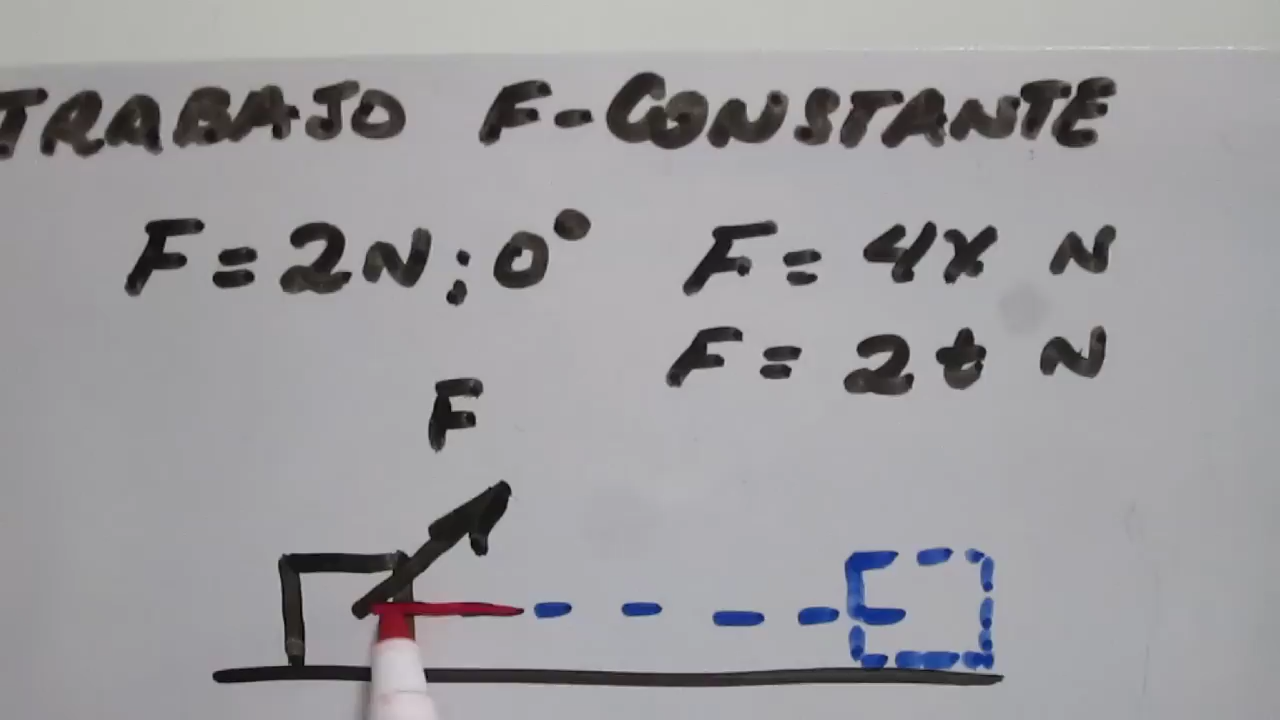 TRABAJO F-CONSTANTE
F = 2N; 0° F = 4x N
F = 2t N
F